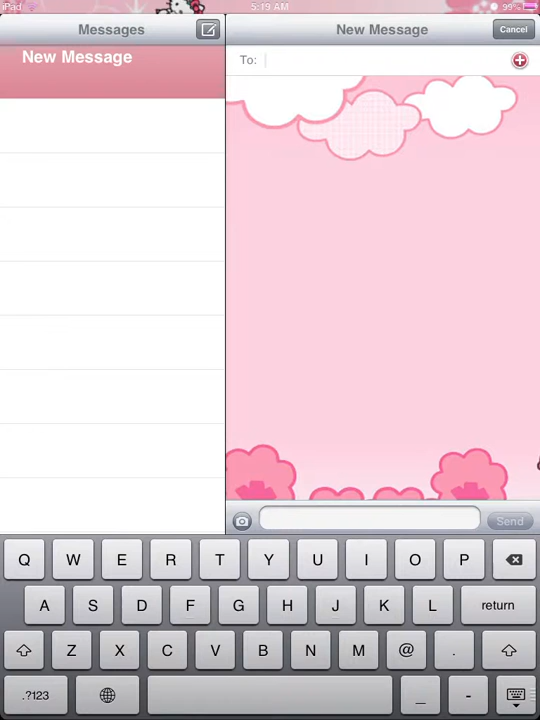 iPad
5:19 AM
99%
Messages
New Message
Cancel
New Message
To:
Send
Q W E R T Y U I O P
A S D F G H J K L return
Z X C V B N M @ .
.?123 _ -